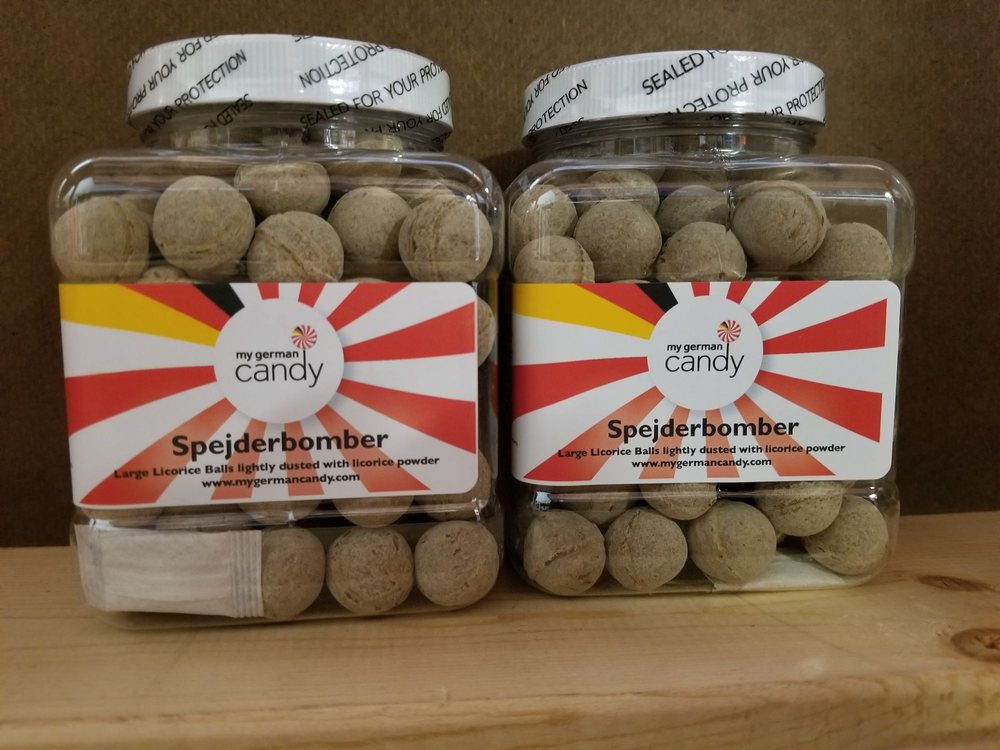 SEALED FOR YOUR PROTECTION
my german
candy
Spejderbomber
Large Licorice Balls lightly dusted with licorice powder
www.mygermancandy.com
SEALED FOR YOUR PROTECTION
my german
candy
Spejderbomber
Large Licorice Balls lightly dusted with licorice powder
www.mygermancandy.com